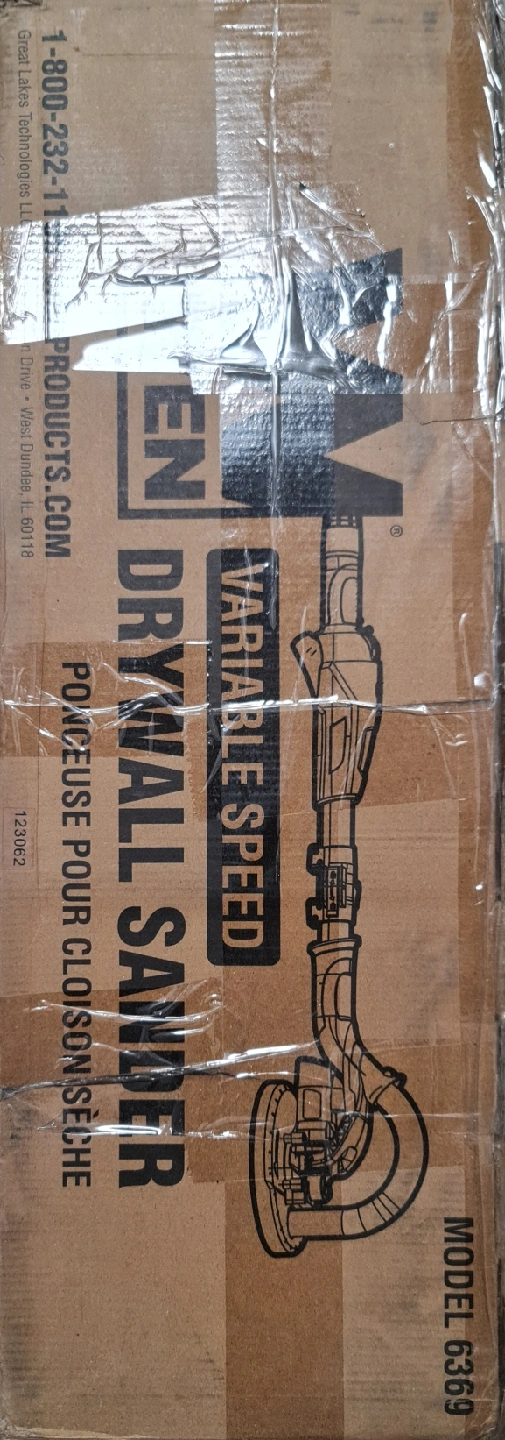 MODEL 6369
®
VARIABLE SPEED
EN DRYWALL SANDER
PONCEUSE POUR CLOISON SÈCHE
1-800-232-11 PRODUCTS.COM
Great Lakes Technologies Drive • West Dundee, IL 60118
123062